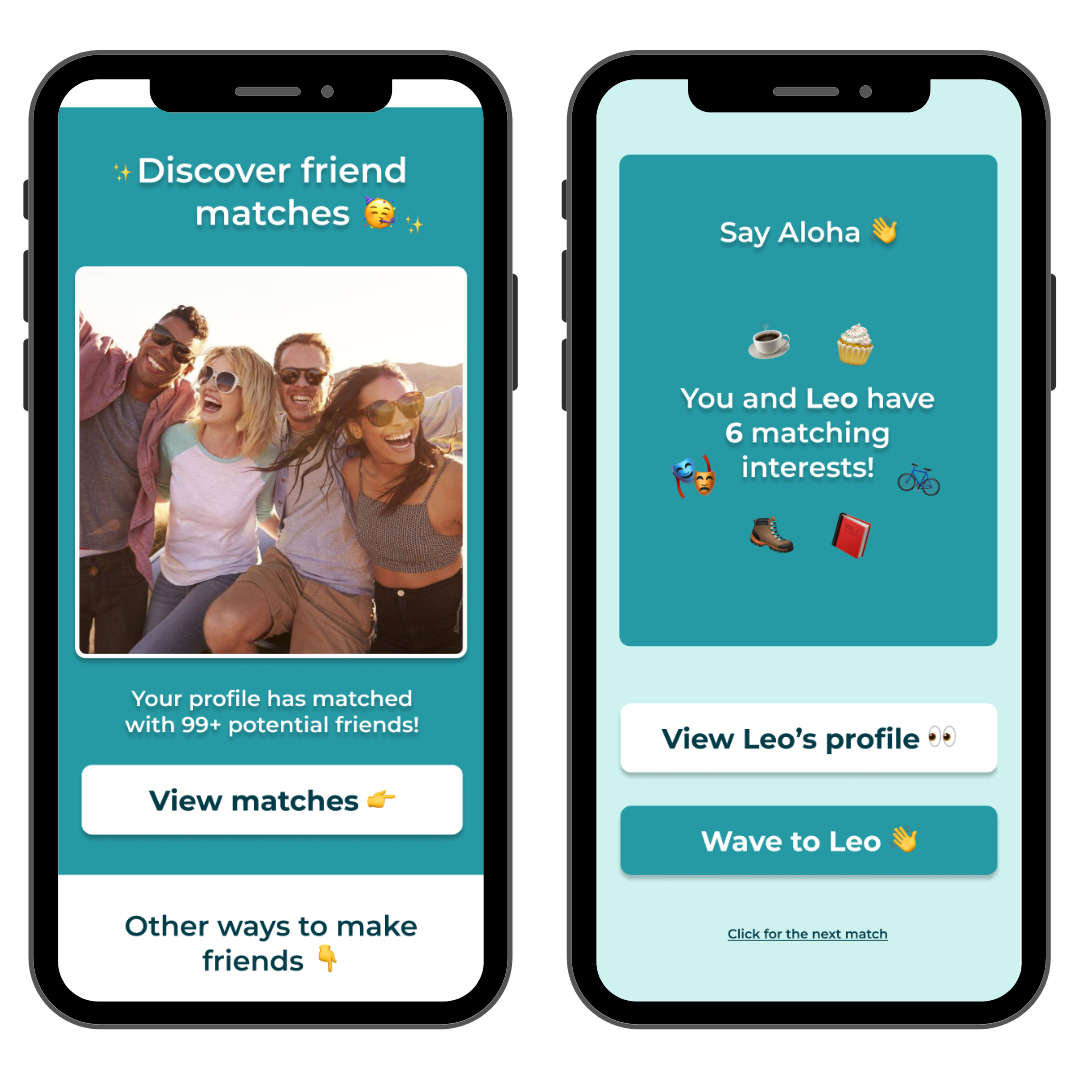 Discover friend
matches
Your profile has matched
with 99+ potential friends!
View matches
Other ways to make
friends
Say Aloha
You and Leo have
6 matching
interests!
View Leo’s profile
Wave to Leo
Click for the next match